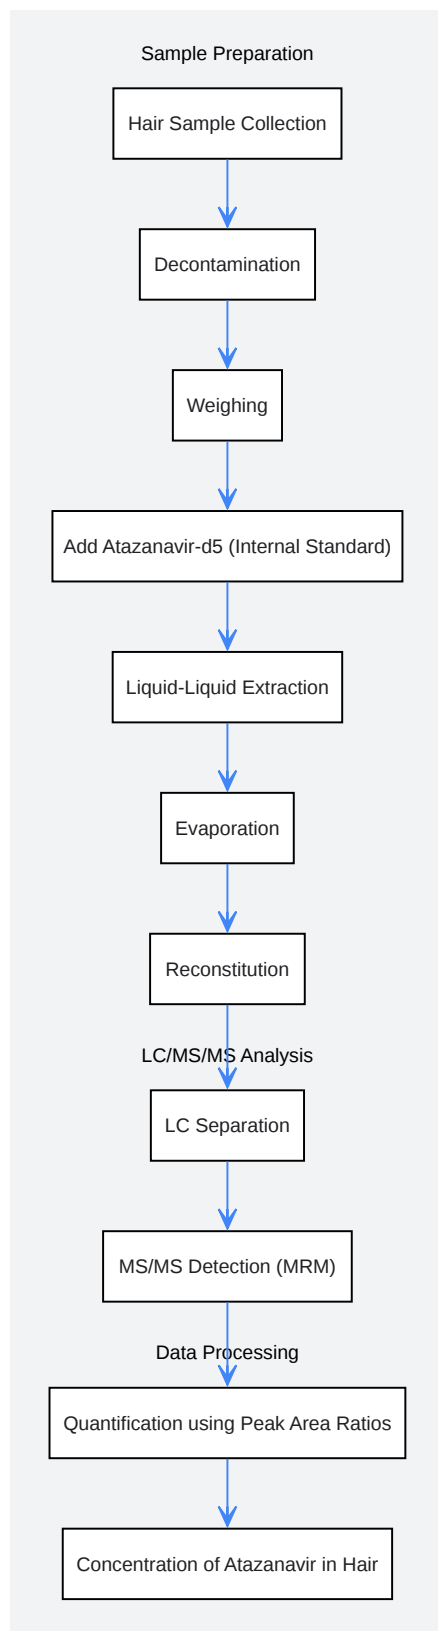 Sample Preparation
Hair Sample Collection
Decontamination
Weighing
Add Atazanavir-d5 (Internal Standard)
Liquid-Liquid Extraction
Evaporation
Reconstitution
LC/MS/MS Analysis
LC Separation
MS/MS Detection (MRM)
Data Processing
Quantification using Peak Area Ratios
Concentration of Atazanavir in Hair